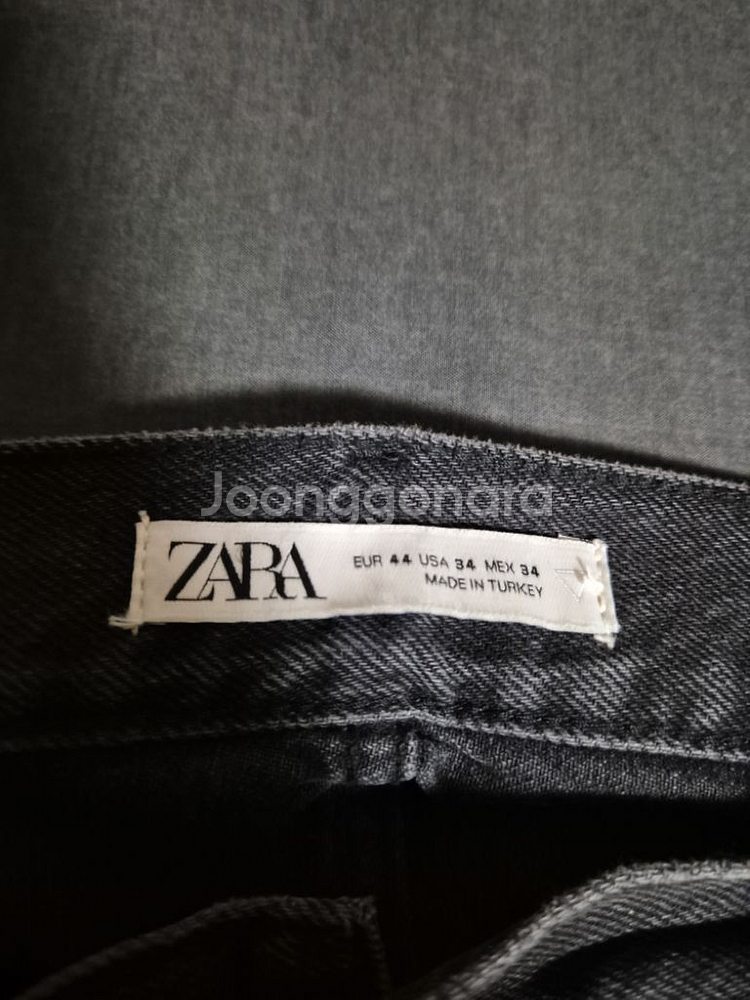 Joonggonara
ZARA
EUR 44 USA 34 MEX 34
MADE IN TURKEY